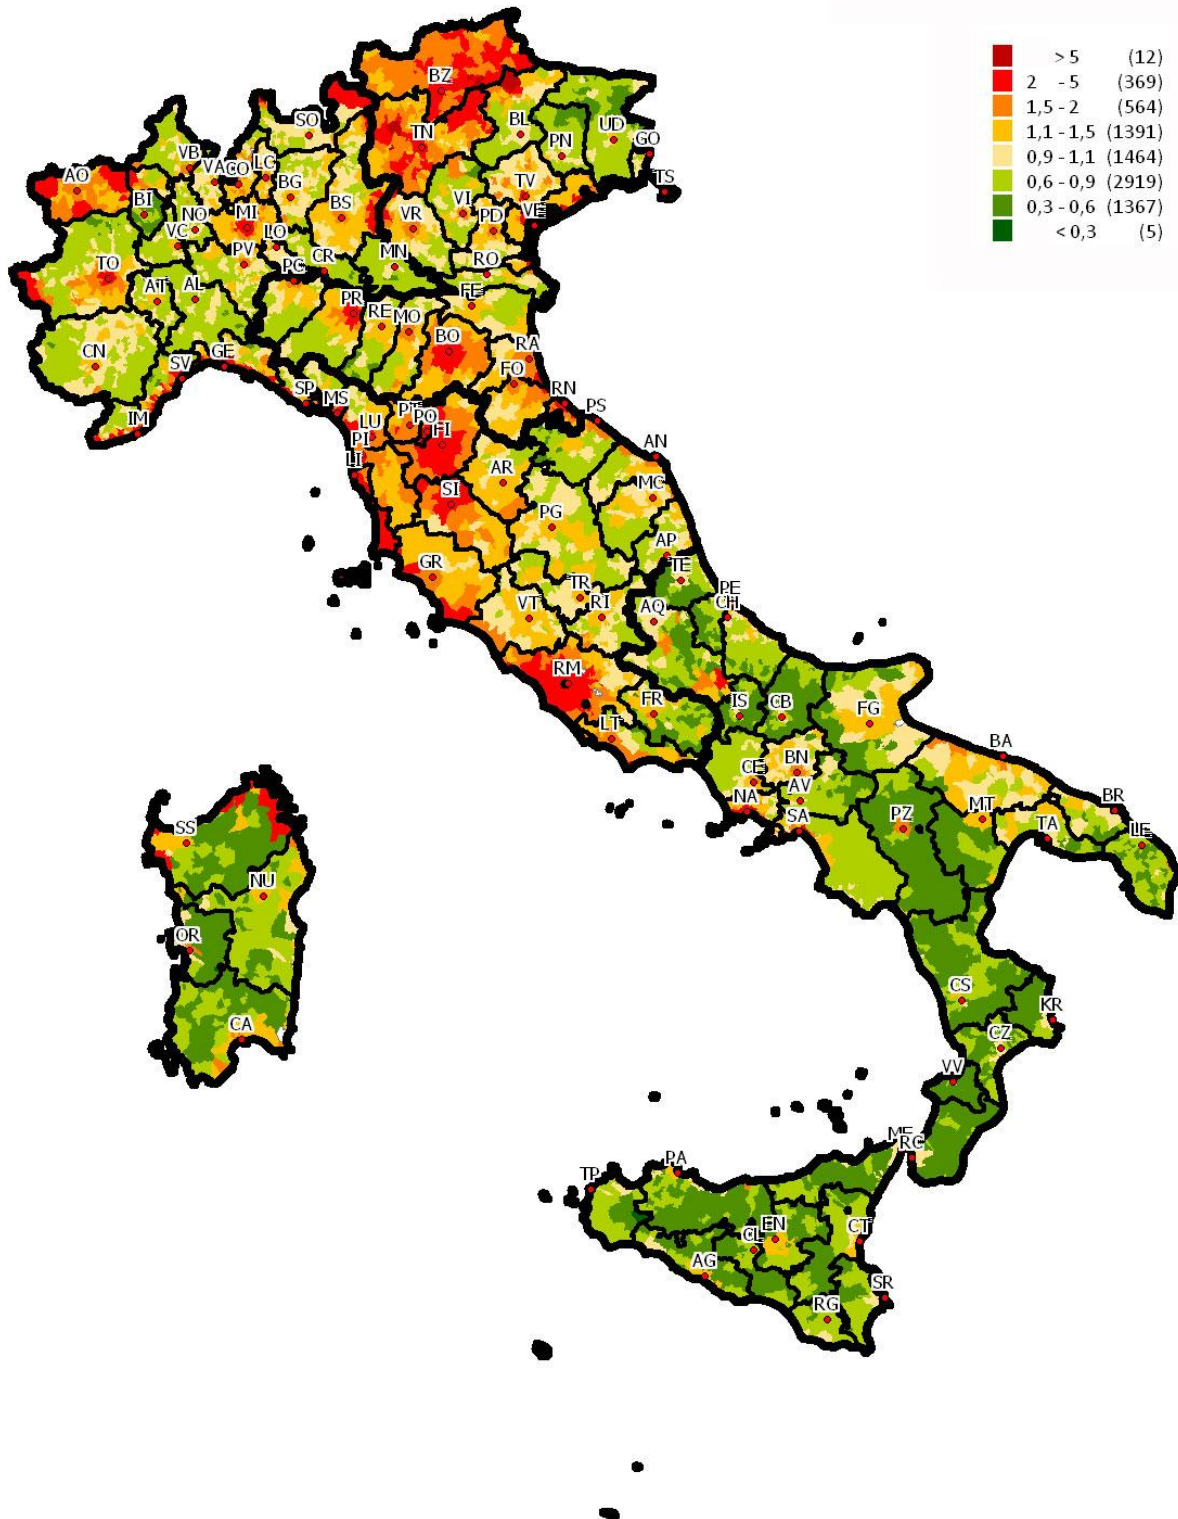 > 5 (12)
2 - 5 (369)
1,5 - 2 (564)
1,1 - 1,5 (1391)
0,9 - 1,1 (1464)
0,6 - 0,9 (2919)
0,3 - 0,6 (1367)
< 0,3 (5)
BZ
SO
TN
BL
PN
UD
GO
TS
AO
VB
VA
CO
LC
BG
BI
NO
MI
BS
VR
VI
TV
PD
VE
VC
LO
PV
TO
AT
AL
PC
CR
MN
RO
FE
CN
PR
RE
MO
BO
RA
FO
SV
GE
SP
MS
RN
PS
IM
LU
PT
PO
FI
PI
LI
AR
AN
SI
MC
PG
AP
GR
TE
TR
VT
RI
AQ
PE
CH
RM
FR
LT
IS
CB
FG
BA
CE
BN
NA
AV
SA
PZ
MT
TA
BR
LE
SS
NU
OR
CA
CS
KR
CZ
VV
ME
RC
TP
PA
EN
CL
CT
AG
SR
RG